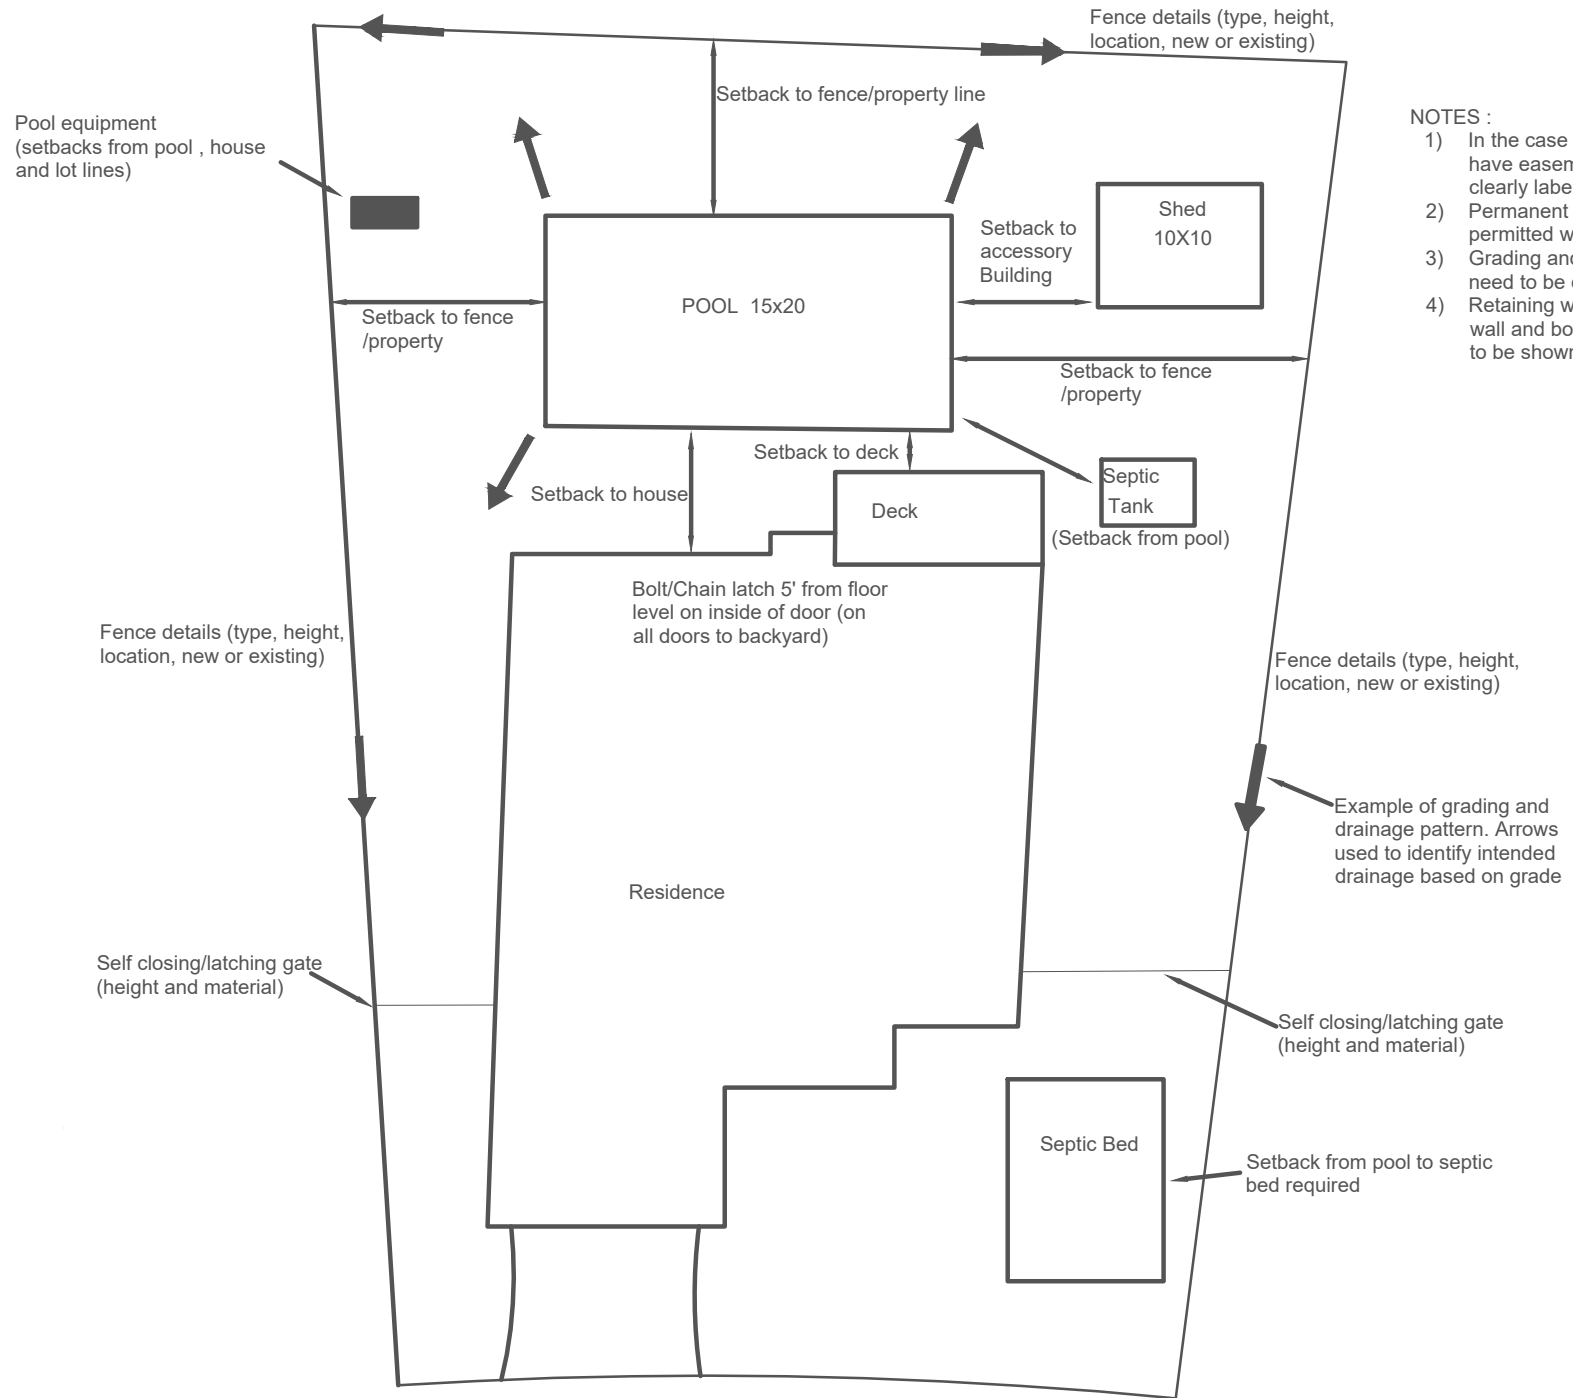 Fence details (type, height,
location, new or existing)
Setback to fence/property line
Pool equipment
(setbacks from pool , house
and lot lines)
NOTES :
1) In the case
have
clearly
2) Permanent
permitted
3) Grading
need to be
4) Retaining
wall and
to be
Shed
10X10
Setback to
accessory
Building
POOL 15x20
Setback to fence
/property
Setback to fence
/property
Setback to deck
Setback to house
Deck
Septic
Tank
(Setback from pool)
Bolt/Chain latch 5' from floor
level on inside of door (on
all doors to backyard)
Fence details (type, height,
location, new or existing)
Fence details (type, height,
location, new or existing)
Example of grading and
drainage pattern. Arrows
used to identify intended
drainage based on grade
Residence
Self closing/latching gate
(height and material)
Self closing/latching gate
(height and material)
Septic Bed
Setback from pool to septic
bed required